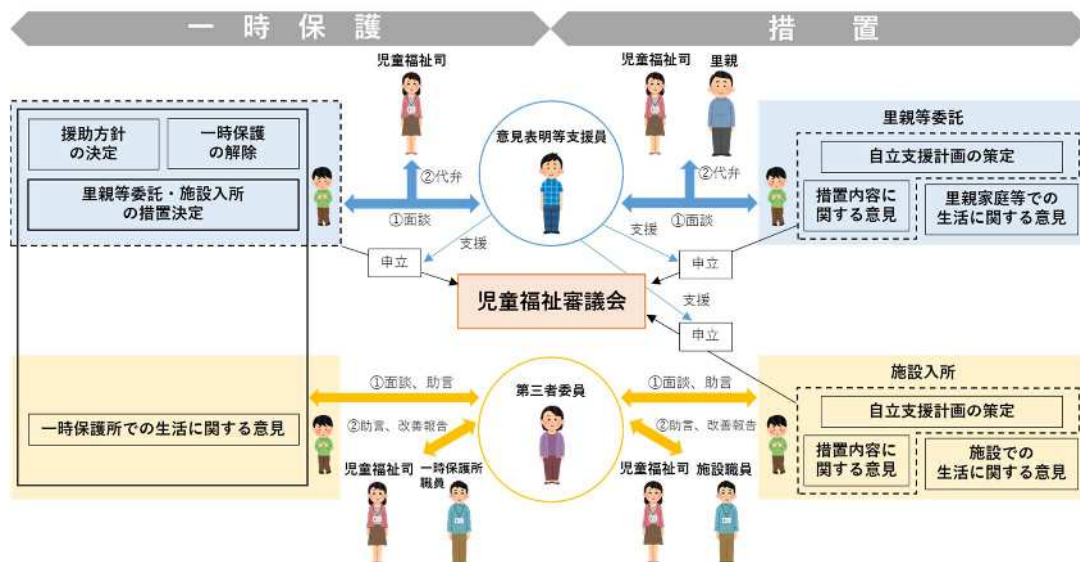 一時保護
措置
児童福祉司
児童福祉司
里親
援助方針
の決定
一時保護
の解除
里親等委託・施設入所
の措置決定
意見表明等支援員
里親等委託
自立支援計画の策定
措置内容に
関する意見
里親家庭等での
生活に関する意見
②代弁
①面談
②代弁
①面談
支援
支援
申立
申立
児童福祉審議会
支援
申立
①面談、助言
第三者委員
①面談、助言
施設入所
自立支援計画の策定
一時保護所での生活に関する意見
②助言、改善報告
②助言、改善報告
措置内容に
関する意見
施設での
生活に関する意見
児童福祉司
一時保護所
職員
児童福祉司
施設職員